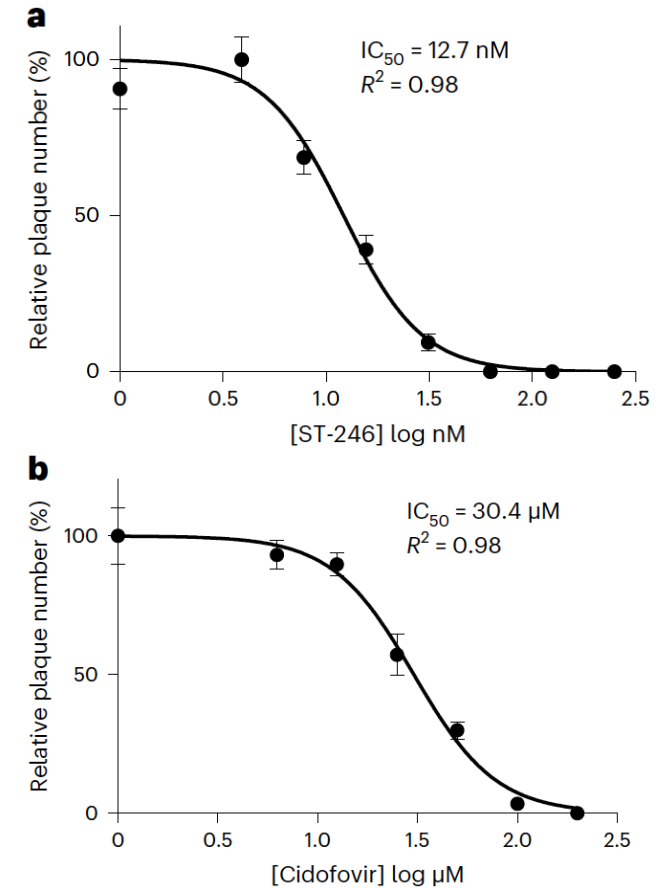 a
IC50 = 12.7 nM
R2 = 0.98
Relative plaque number (%)
100
50
0
0 0.5 1.0 1.5 2.0 2.5
[ST-246] log nM
b
IC50 = 30.4 µM
R2 = 0.98
Relative plaque number (%)
100
50
0
0 0.5 1.0 1.5 2.0 2.5
[Cidofovir] log µM